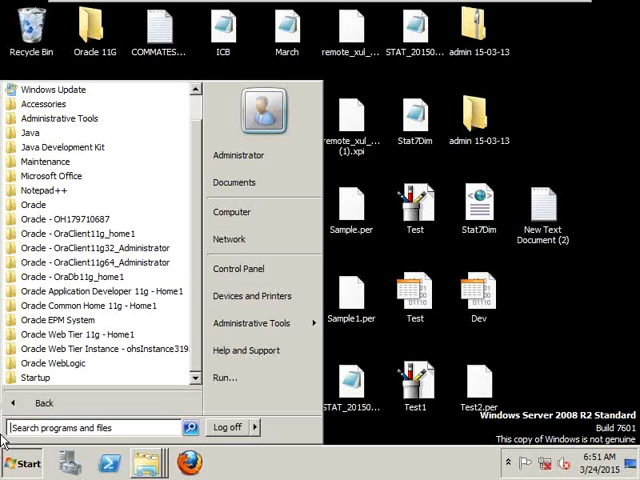 Recycle Bin
Oracle 11G
COMMATES...
ICB
March
remote_xul_...
STAT_20150...
admin 15-03-13
remote_xul_...
(1).xpi
Stat7Dim
admin 15-03-13
Sample.per
Test
Stat7Dim
New Text
Document (2)
Sample1.per
Test
Dev
STAT_20150...
Test1
Test2.per
Windows Update
Accessories
Administrative Tools
Java
Java Development Kit
Maintenance
Microsoft Office
Notepad++
Oracle
Oracle - OH179710687
Oracle - OraClient11g_home1
Oracle - OraClient11g32_Administrator
Oracle - OraClient11g64_Administrator
Oracle - OraDb11g_home1
Oracle Application Developer 11g - Home1
Oracle Common Home 11g - Home1
Oracle EPM System
Oracle Web Tier 11g - Home1
Oracle Web Tier Instance - ohsInstance319
Oracle WebLogic
Startup
Back
Search programs and files
Administrator
Documents
Computer
Network
Control Panel
Devices and Printers
Administrative Tools
Help and Support
Run...
Log off
Windows Server 2008 R2 Standard
Build 7601
This copy of Windows is not genuine
Start
6:51 AM
3/24/2015